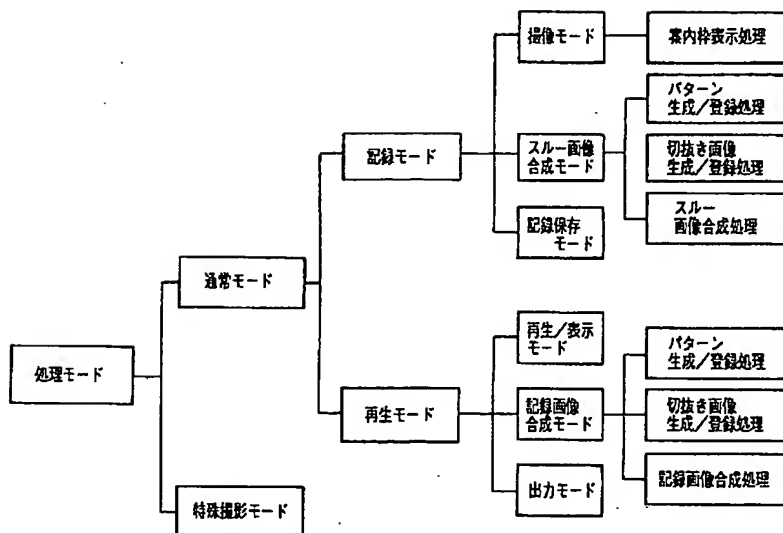 撮像モード
案内枠表示処理
パターン
生成／登録処理
記録モード
スルー画像
合成モード
切抜き画像
生成／登録処理
記録保存
モード
スルー
画像合成処理
通常モード
再生／表示
モード
パターン
生成／登録処理
処理モード
再生モード
記録画像
合成モード
切抜き画像
生成／登録処理
出力モード
記録画像合成処理
特殊撮影モード